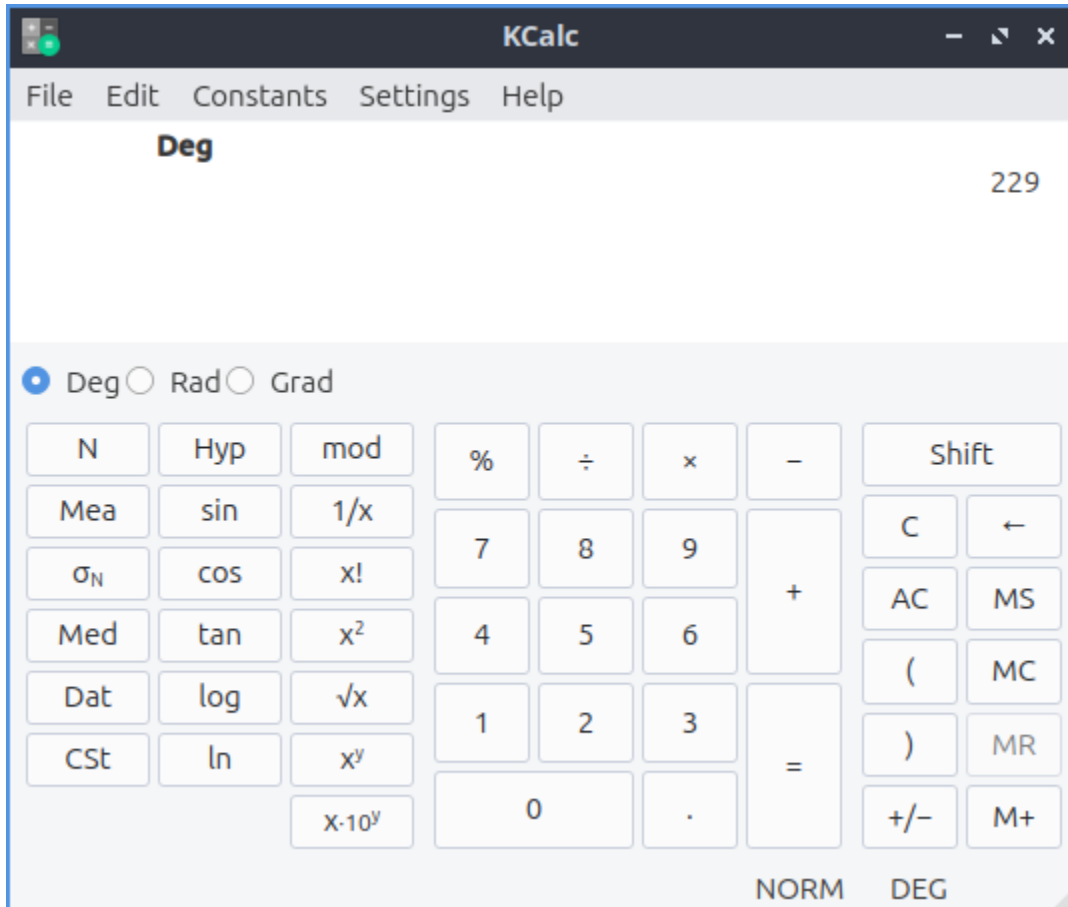 KCalc
File Edit Constants Settings Help
Deg
229
Deg Rad Grad
N Hyp mod % ÷ × − Shift
Mea sin 1/x 7 8 9 + C ←
σN cos x! AC MS
Med tan x² 4 5 6 ( MC
Dat log √x 1 2 3 = ) MR
CSt ln xʸ
x·10ʸ 0 . +/− M+
NORM DEG